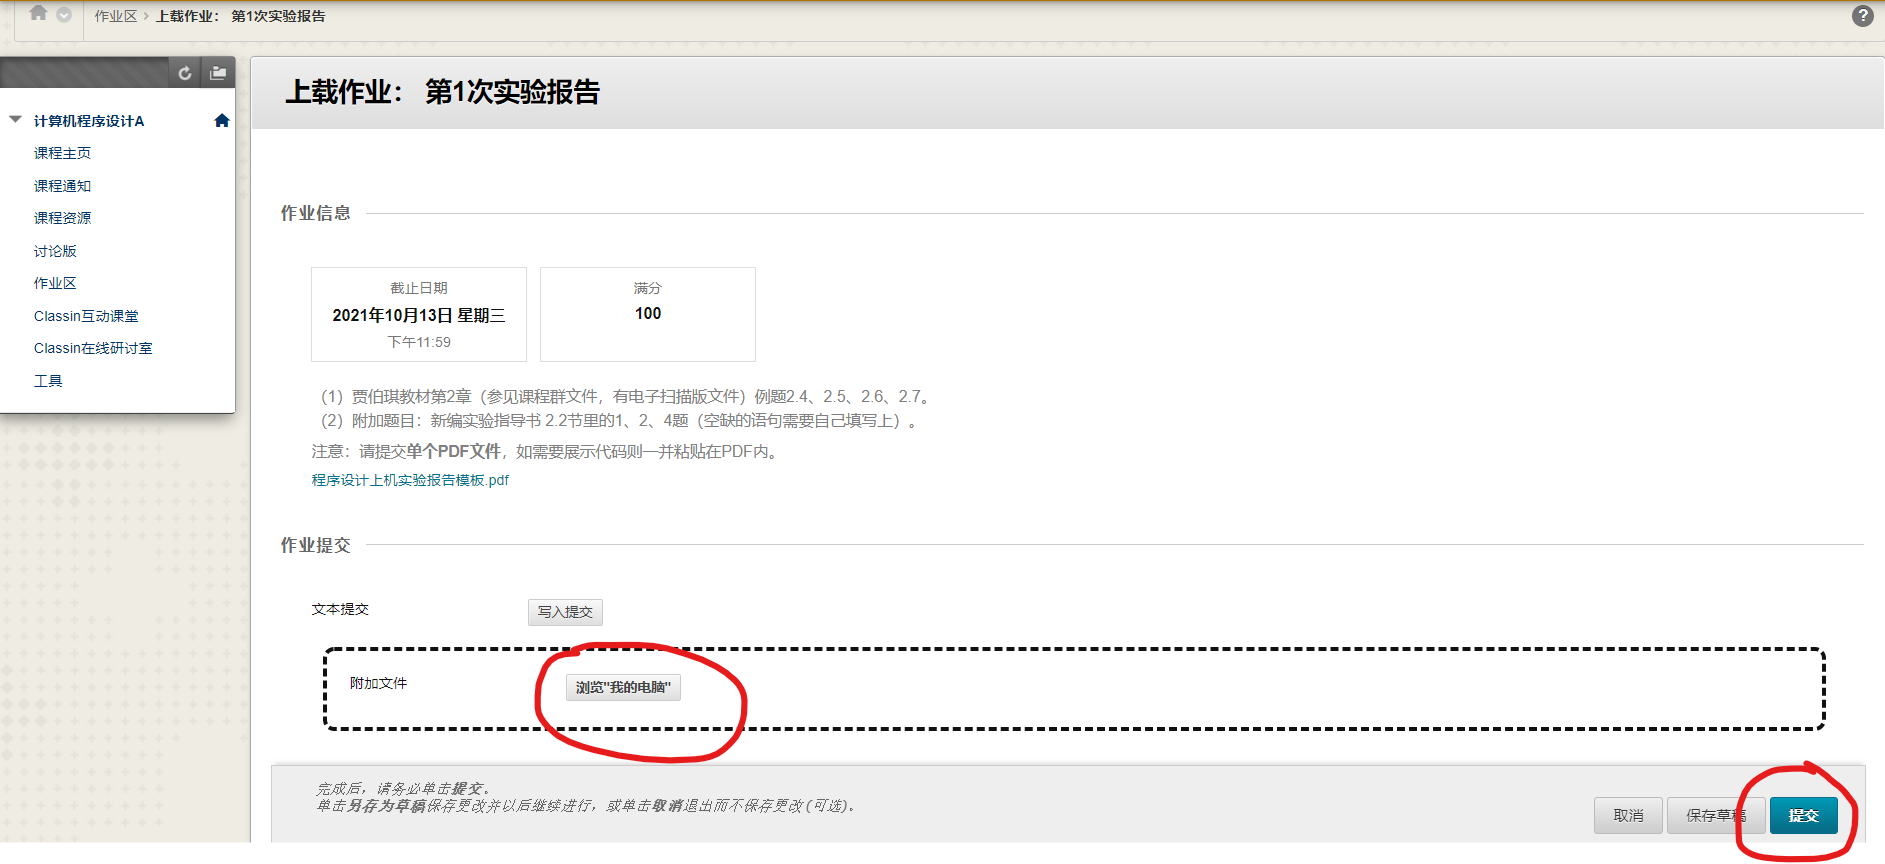 作业区 > 上载作业： 第1次实验报告
?
计算机程序设计A
课程主页
课程通知
课程资源
讨论版
作业区
Classin互动课堂
Classin在线研讨室
工具
上载作业： 第1次实验报告
作业信息
截止日期
2021年10月13日 星期三
下午11:59
满分
100
（1）贾伯琪教材第2章（参见课程群文件，有电子扫描版文件）例题2.4、2.5、2.6、2.7。
（2）附加题目：新编实验指导书 2.2节里的1、2、4题（空缺的语句需要自己填写上）。
注意：请提交单个PDF文件，如需要展示代码则一并粘贴在PDF内。
程序设计上机实验报告模板.pdf
作业提交
文本提交 写入提交
附加文件 浏览"我的电脑"
完成后，请务必单击提交。
单击另存为草稿保存更改并以后继续进行，或单击取消退出而不保存更改(可选)。
取消 保存草稿 提交